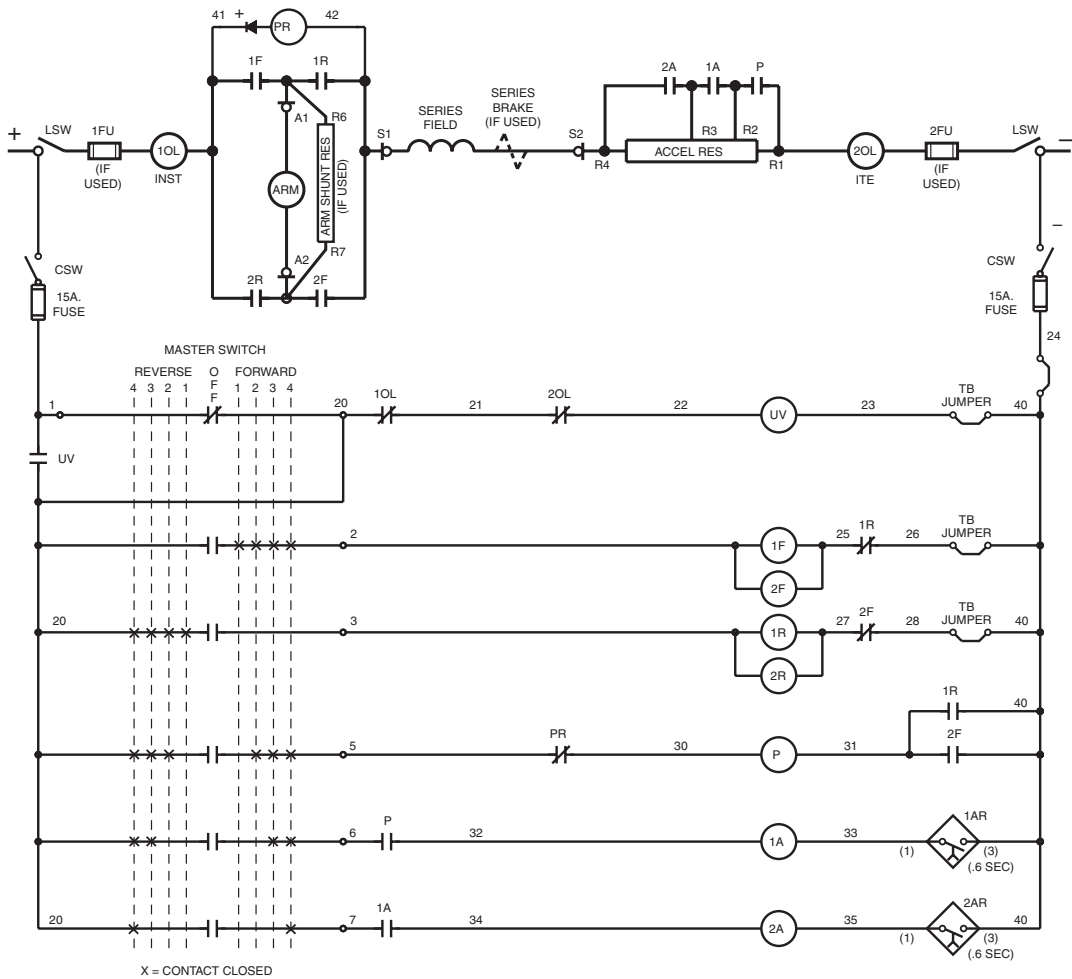 41 + PR 42
1F 1R
2A 1A P
+ LSW 1FU 1OL
(IF USED)
INST
A1 R6
ARM
ARM SHUNT RES (IF USED)
A2 R7
2R 2F
S1 SERIES FIELD
SERIES BRAKE (IF USED)
S2
R4 R3 R2 R1
ACCEL RES
2OL
ITE
2FU
(IF USED)
LSW –
CSW
15A. FUSE
–
CSW
15A. FUSE
24
MASTER SWITCH
REVERSE OFF FORWARD
4 3 2 1 1 2 3 4
1 20 1OL 21 2OL 22 UV 23 TB JUMPER 40
UV
2 1F 25 1R 26 TB JUMPER
2F
20 3 1R 27 2F 28 TB JUMPER 40
2R
1R 40
5 PR 30 P 31 2F
6 P 32 1A 33 (1) 1AR (3)
(.6 SEC)
20 7 1A 34 2A 35 (1) 2AR (3) 40
(.6 SEC)
X = CONTACT CLOSED